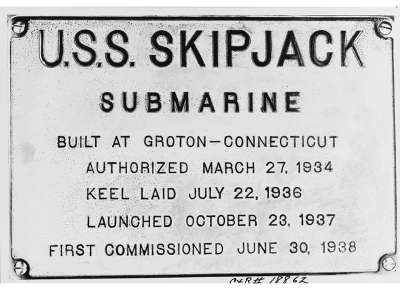 U.S.S. SKIPJACK
SUBMARINE
BUILT AT GROTON—CONNECTICUT
AUTHORIZED MARCH 27, 1934
KEEL LAID JULY 22, 1936
LAUNCHED OCTOBER 23, 1937
FIRST COMMISSIONED JUNE 30, 1938
# 18862